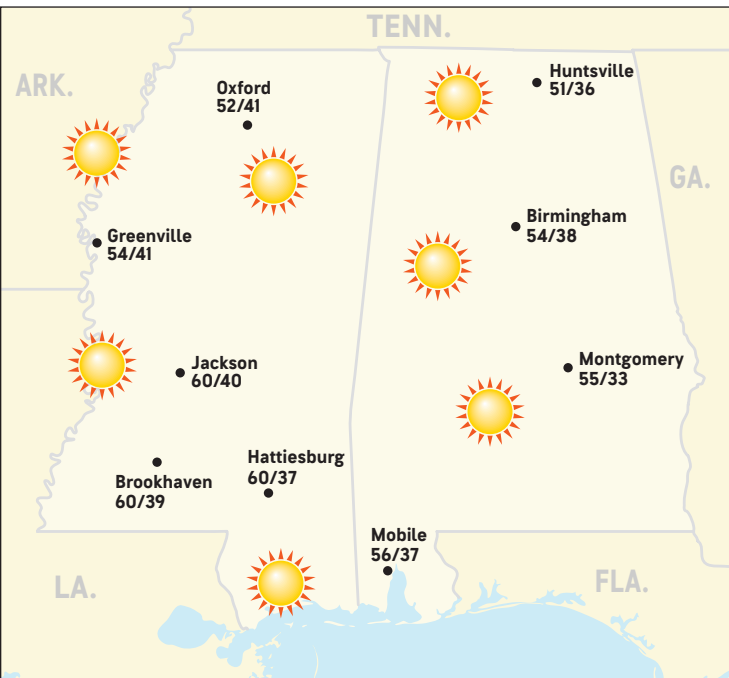 TENN.
ARK.
Oxford
52/41
Huntsville
51/36
GA.
Greenville
54/41
Birmingham
54/38
Jackson
60/40
Montgomery
55/33
Brookhaven
60/39
Hattiesburg
60/37
Mobile
56/37
LA.
FLA.